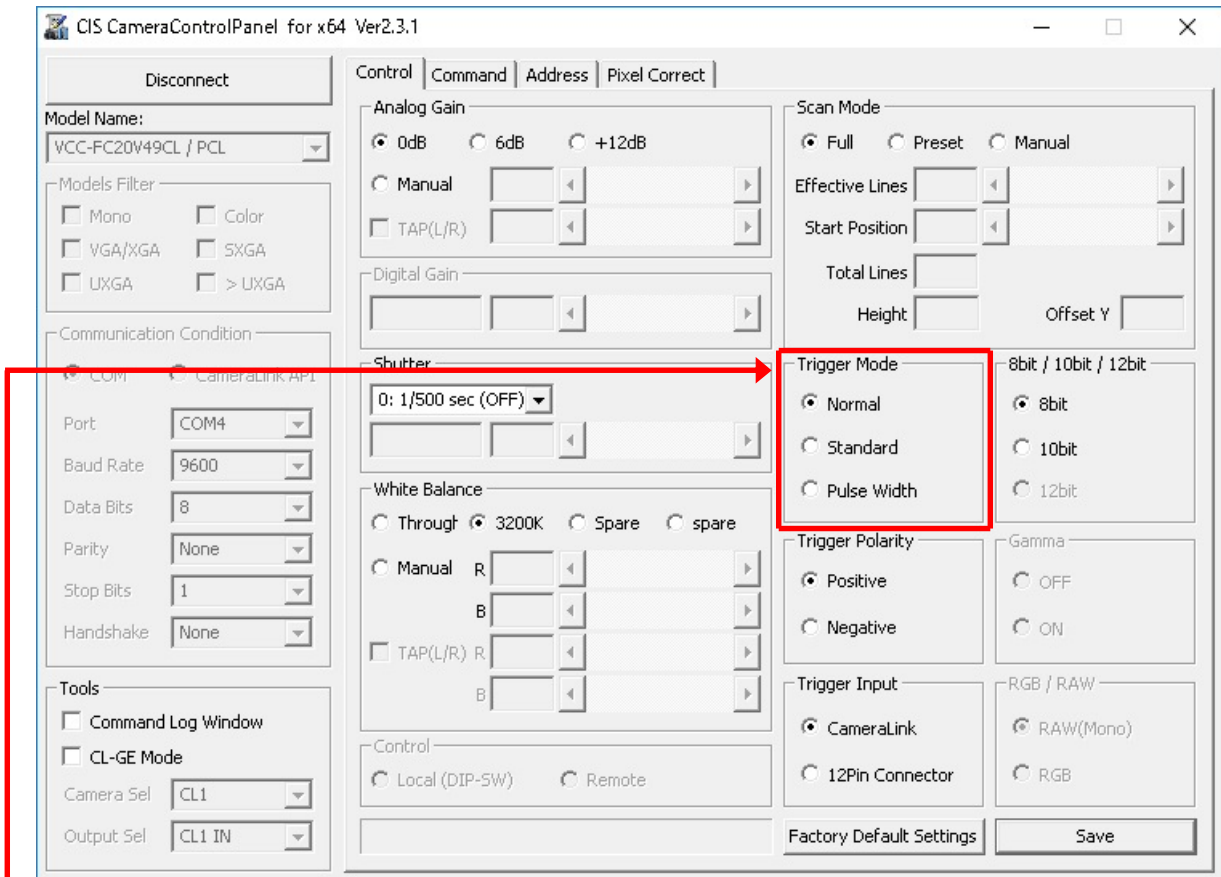 CIS CameraControlPanel for x64 Ver2.3.1
Disconnect
Model Name:
VCC-FC20V49CL / PCL
Models Filter
Mono
Color
VGA/XGA
SXGA
UXGA
> UXGA
Communication Condition
COM
CameraLink API
Port
COM4
Baud Rate
9600
Data Bits
8
Parity
None
Stop Bits
1
Handshake
None
Tools
Command Log Window
CL-GE Mode
Camera Sel
CL1
Output Sel
CL1 IN
Control
Command
Address
Pixel Correct
Analog Gain
0dB
6dB
+12dB
Manual
TAP(L/R)
Digital Gain
Shutter
0: 1/500 sec (OFF)
White Balance
Through
3200K
Spare
spare
Manual
R
B
TAP(L/R) R
B
Control
Local (DIP-SW)
Remote
Scan Mode
Full
Preset
Manual
Effective Lines
Start Position
Total Lines
Height
Offset Y
Trigger Mode
Normal
Standard
Pulse Width
8bit / 10bit / 12bit
8bit
10bit
12bit
Trigger Polarity
Positive
Negative
Gamma
OFF
ON
Trigger Input
CameraLink
12Pin Connector
RGB / RAW
RAW(Mono)
RGB
Factory Default Settings
Save